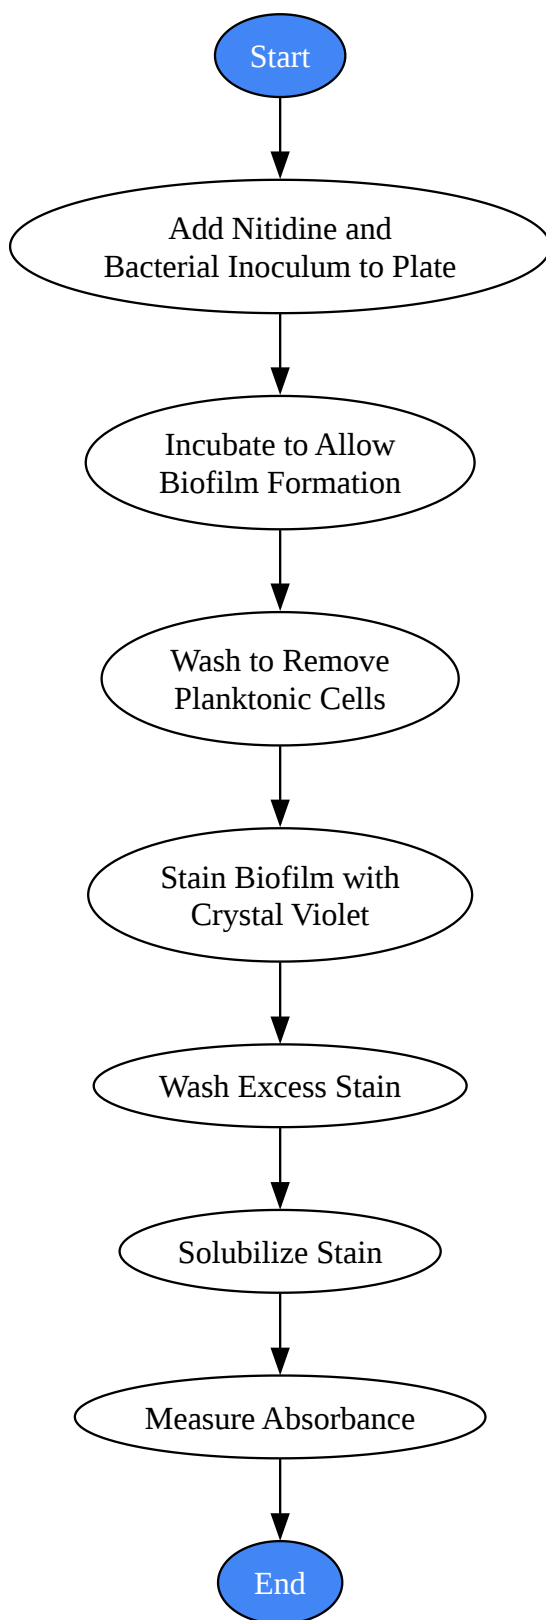 Start
Add Nitidine and
Bacterial Inoculum to Plate
Incubate to Allow
Biofilm Formation
Wash to Remove
Planktonic Cells
Stain Biofilm with
Crystal Violet
Wash Excess Stain
Solubilize Stain
Measure Absorbance
End